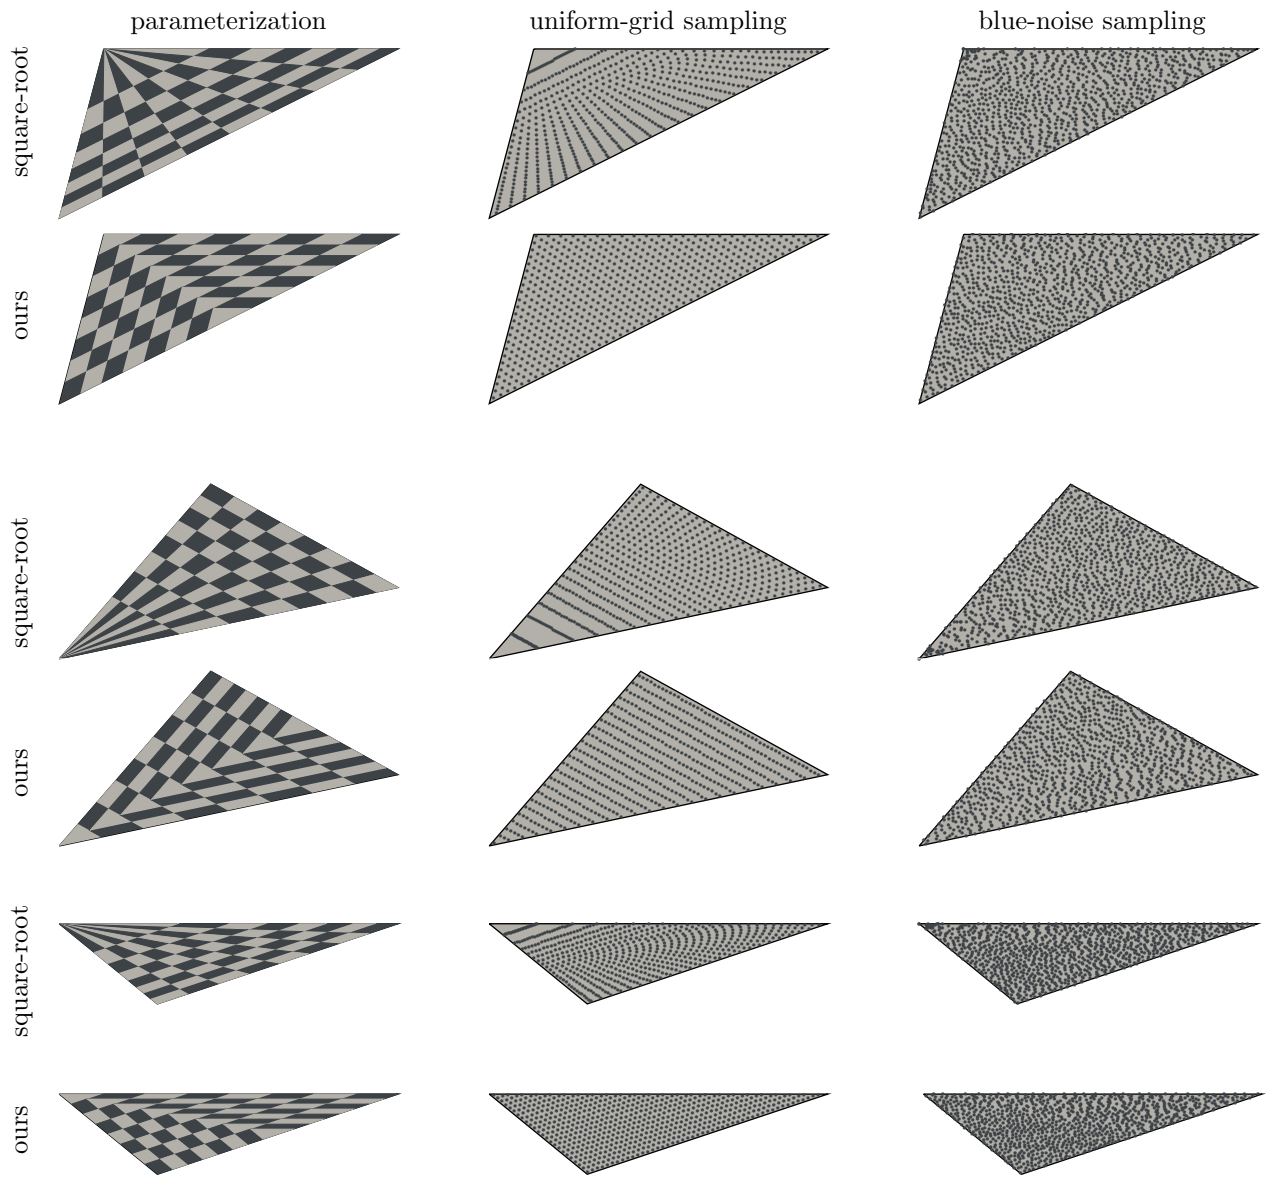 parameterization
uniform-grid sampling
blue-noise sampling
square-root
ours
square-root
ours
square-root
ours